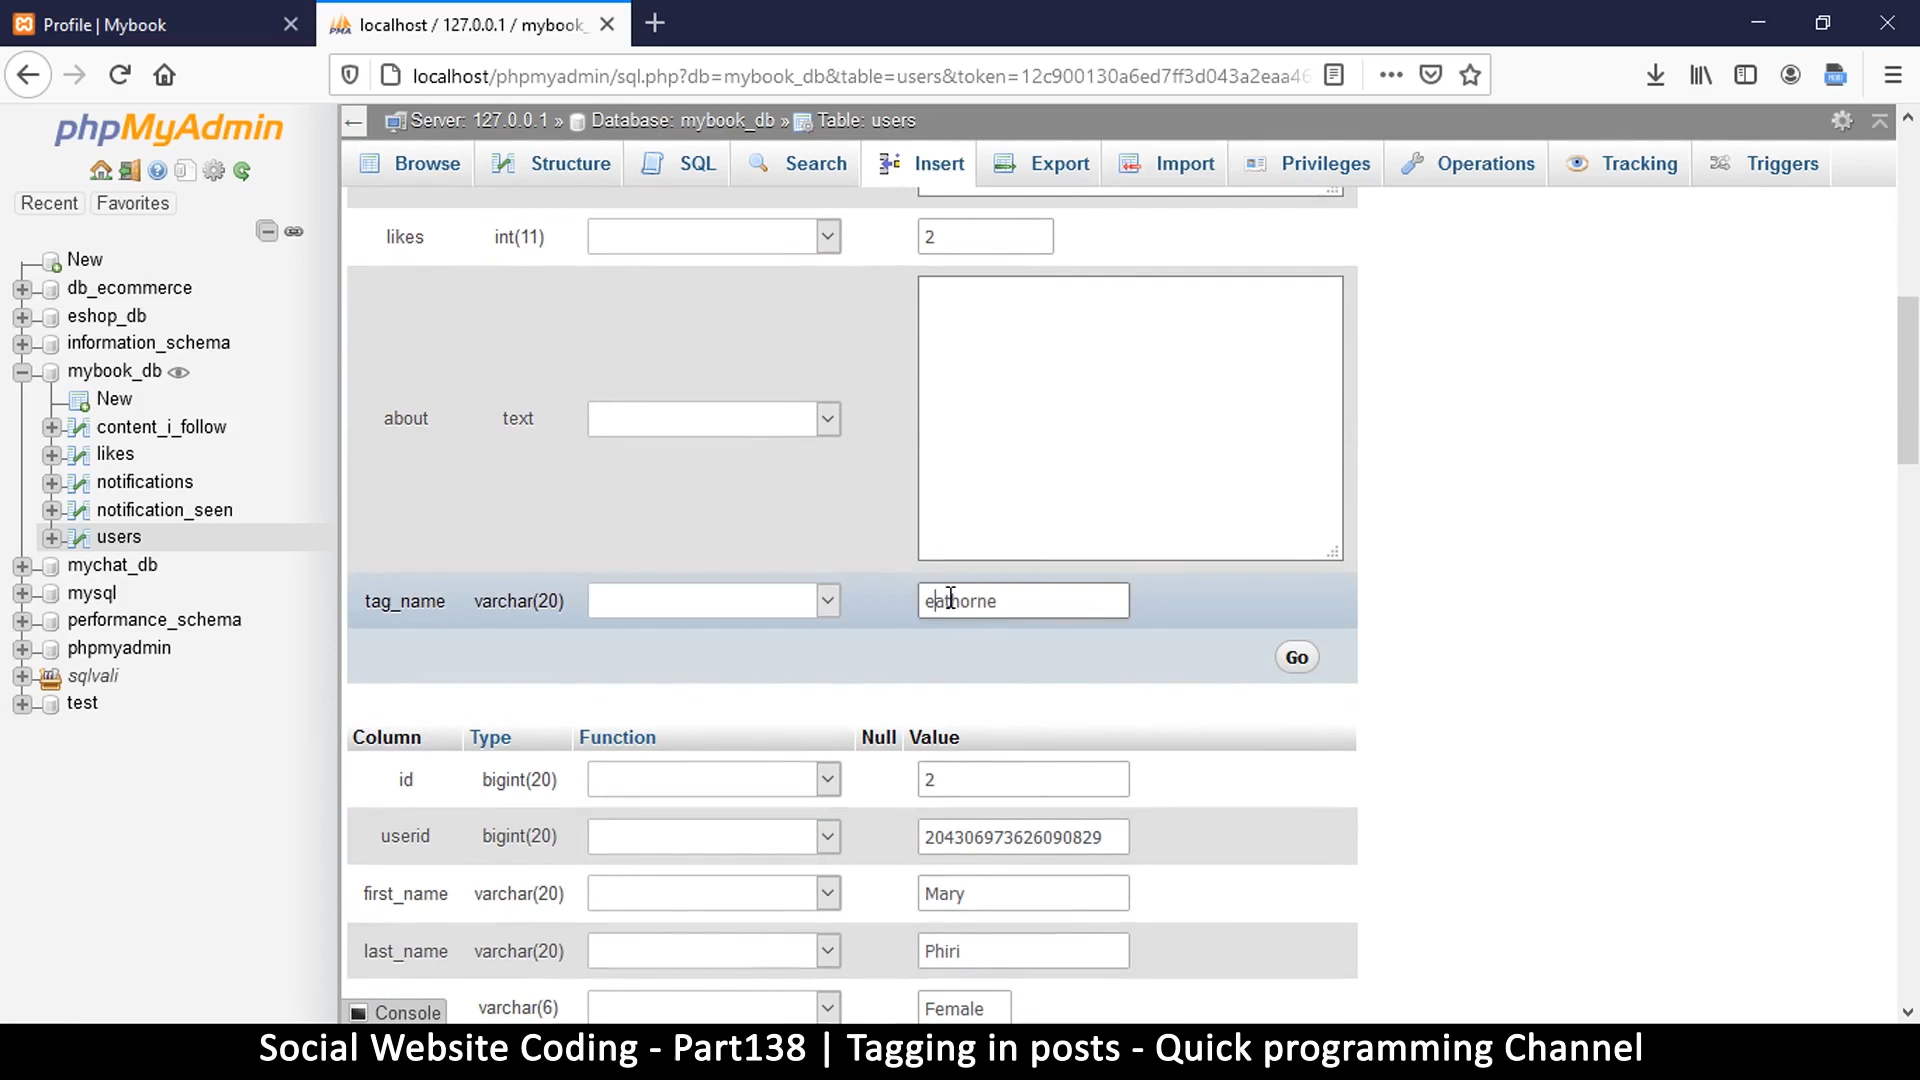 Profile | Mybook
localhost / 127.0.0.1 / mybook_
localhost/phpmyadmin/sql.php?db=mybook_db&table=users&token=12c900130a6ed7ff3d043a2eaa46
phpMyAdmin
Recent
Favorites
New
db_ecommerce
eshop_db
information_schema
mybook_db
New
content_i_follow
likes
notifications
notification_seen
users
mychat_db
mysql
performance_schema
phpmyadmin
sqlvali
test
Server: 127.0.0.1 » Database: mybook_db » Table: users
Browse Structure SQL Search Insert Export Import Privileges Operations Tracking Triggers
likes int(11) 2
about text
tag_name varchar(20) eathorne
Go
Column Type Function Null Value
id bigint(20) 2
userid bigint(20) 204306973626090829
first_name varchar(20) Mary
last_name varchar(20) Phiri
varchar(6) Female
Console
Social Website Coding - Part138 | Tagging in posts - Quick programming Channel